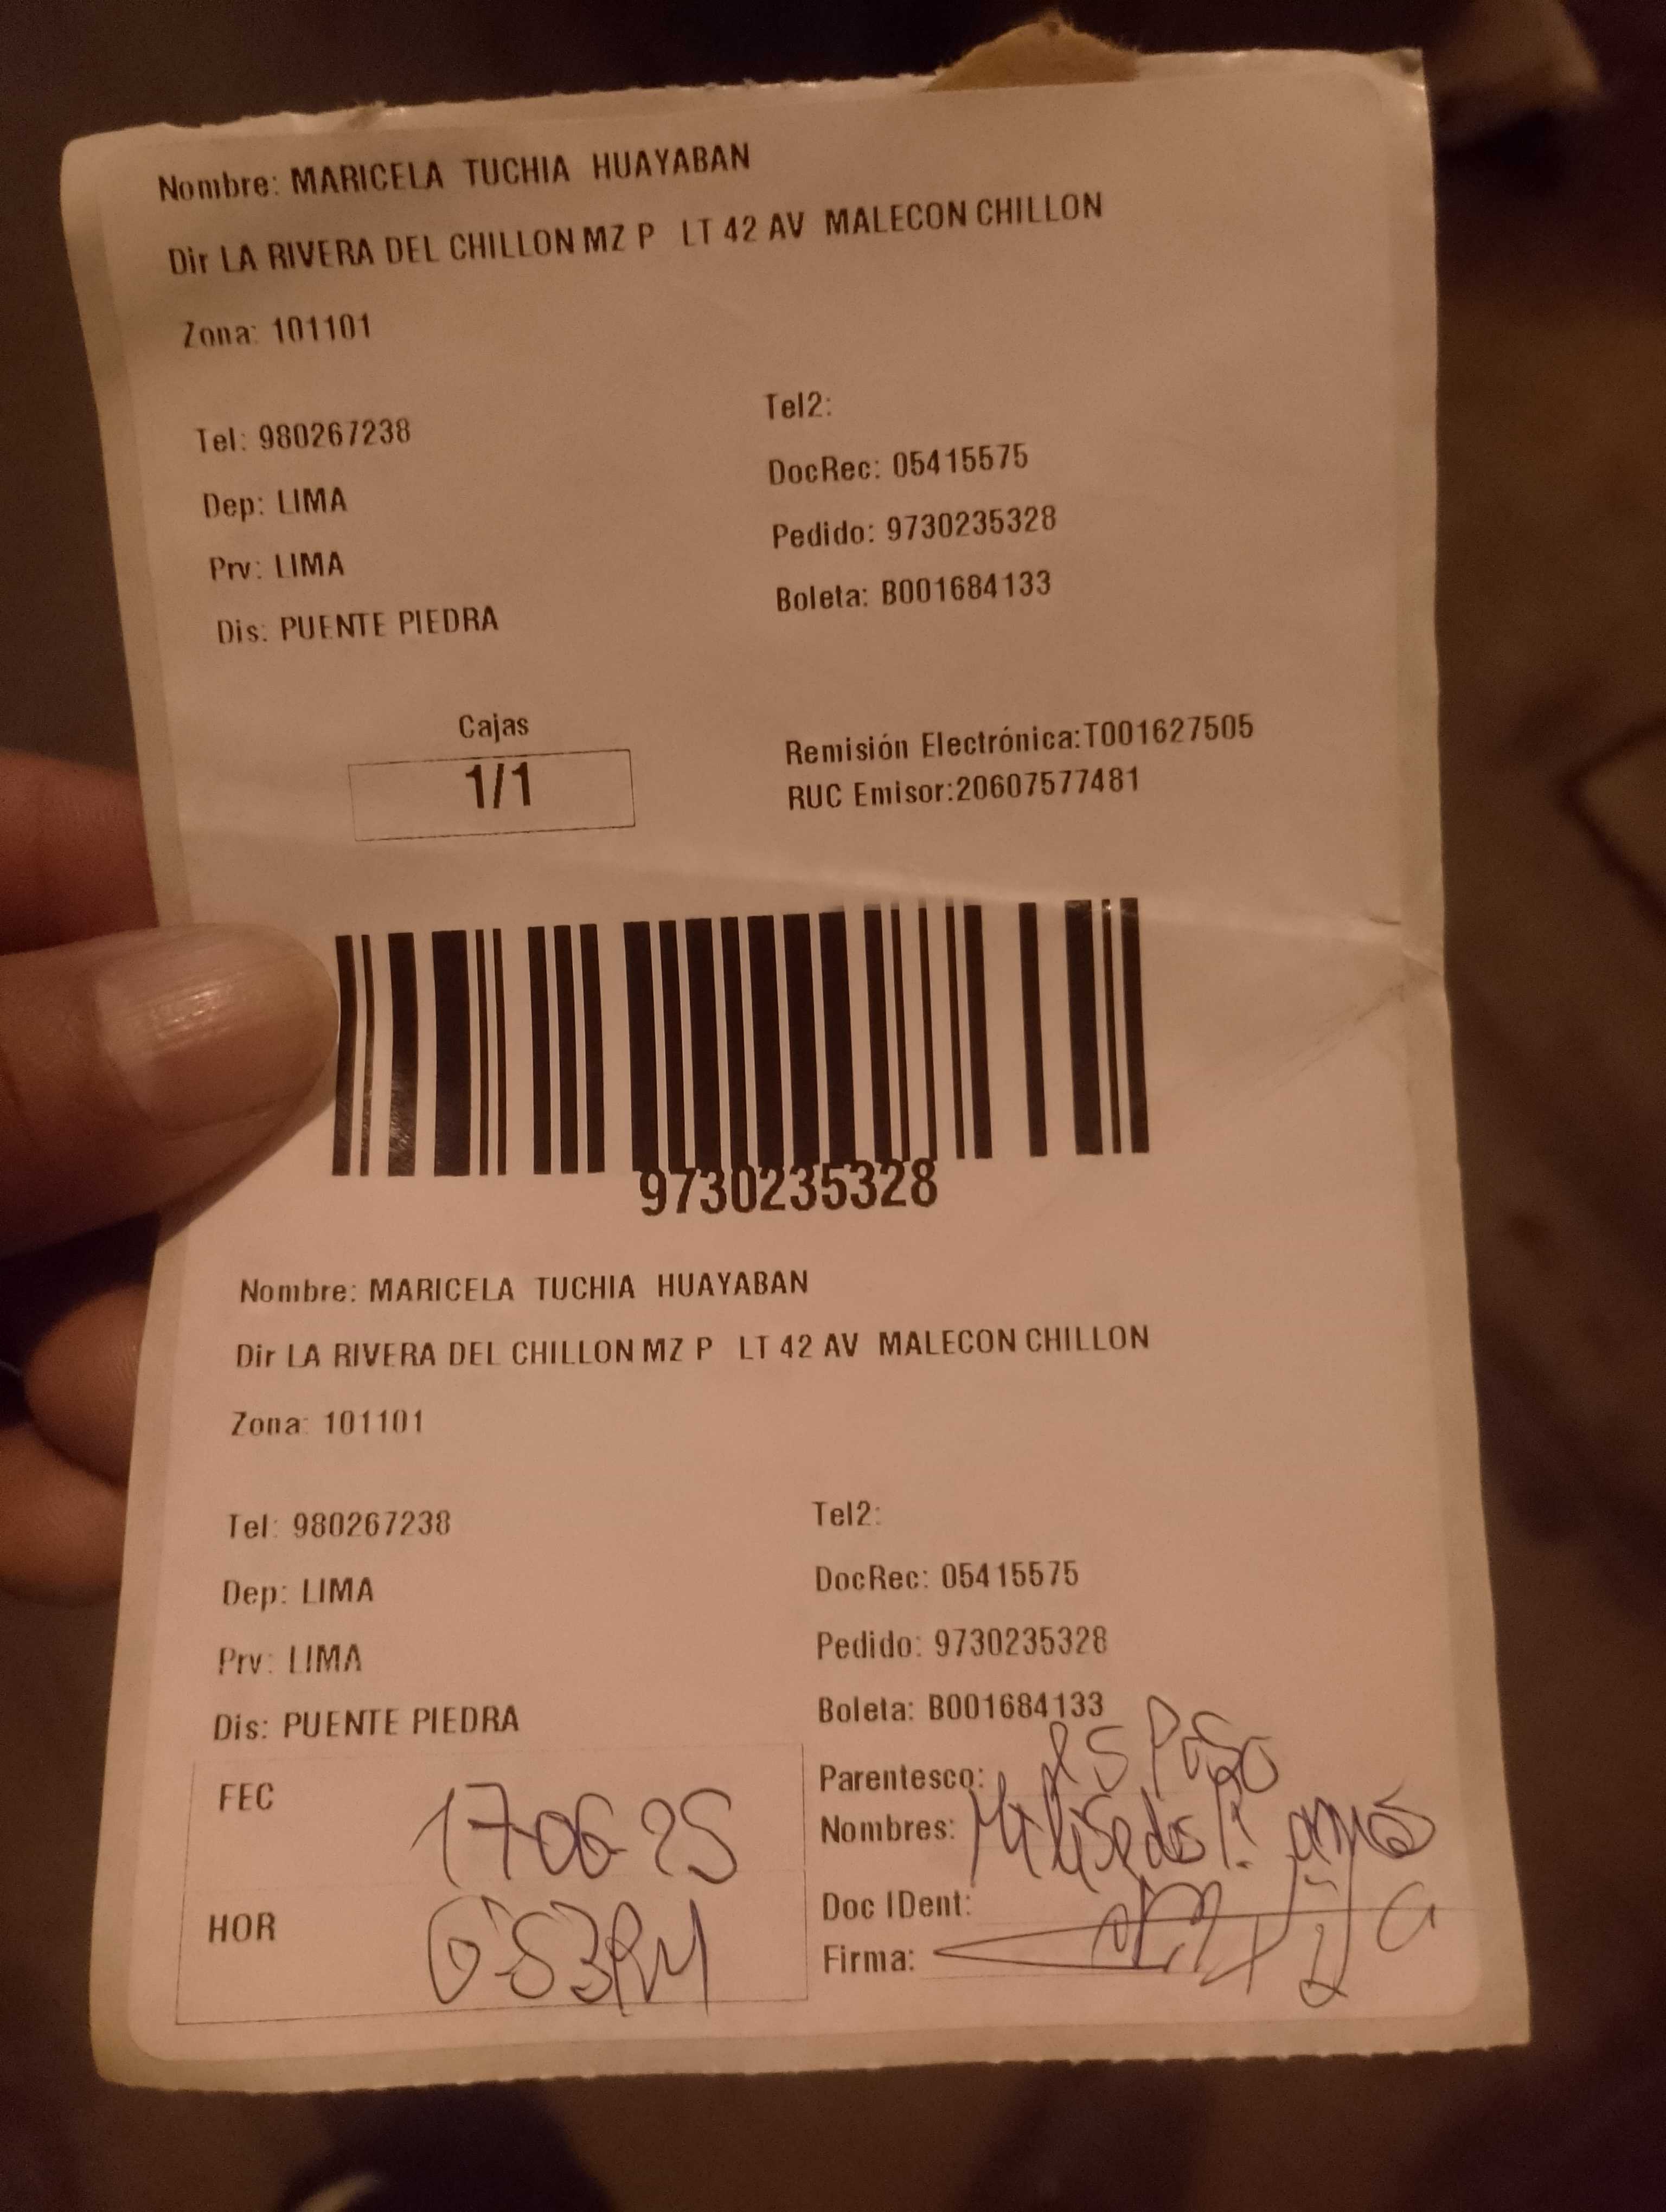 Nombre: MARICELA TUCHIA HUAYABAN
Dir LA RIVERA DEL CHILLON MZ P LT 42 AV MALECON CHILLON
Zona: 101101
Tel: 980267238
Tel2:
Dep: LIMA
DocRec: 05415575
Prv: LIMA
Pedido: 9730235328
Dis: PUENTE PIEDRA
Boleta: B001684133
Cajas
1/1
Remisión Electrónica:T001627505
RUC Emisor:20607577481
9730235328
Nombre: MARICELA TUCHIA HUAYABAN
Dir LA RIVERA DEL CHILLON MZ P LT 42 AV MALECON CHILLON
Zona: 101101
Tel: 980267238
Tel2:
Dep: LIMA
DocRec: 05415575
Prv: LIMA
Pedido: 9730235328
Dis: PUENTE PIEDRA
Boleta: B001684133
FEC 17-06-25
Parentesco: esposo
Nombres:
HOR 6:53PM
Doc IDent:
Firma: